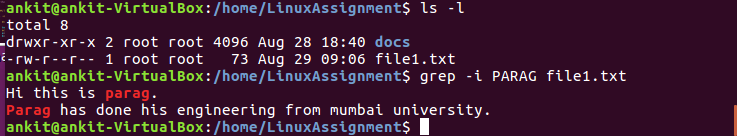 ankit@ankit-VirtualBox:/home/LinuxAssignment$ ls -l
total 8
drwxr-xr-x 2 root root 4096 Aug 28 18:40 docs
-rw-r--r-- 1 root root   73 Aug 29 09:06 file1.txt
ankit@ankit-VirtualBox:/home/LinuxAssignment$ grep -i PARAG file1.txt
Hi this is parag.
Parag has done his engineering from mumbai university.
ankit@ankit-VirtualBox:/home/LinuxAssignment$